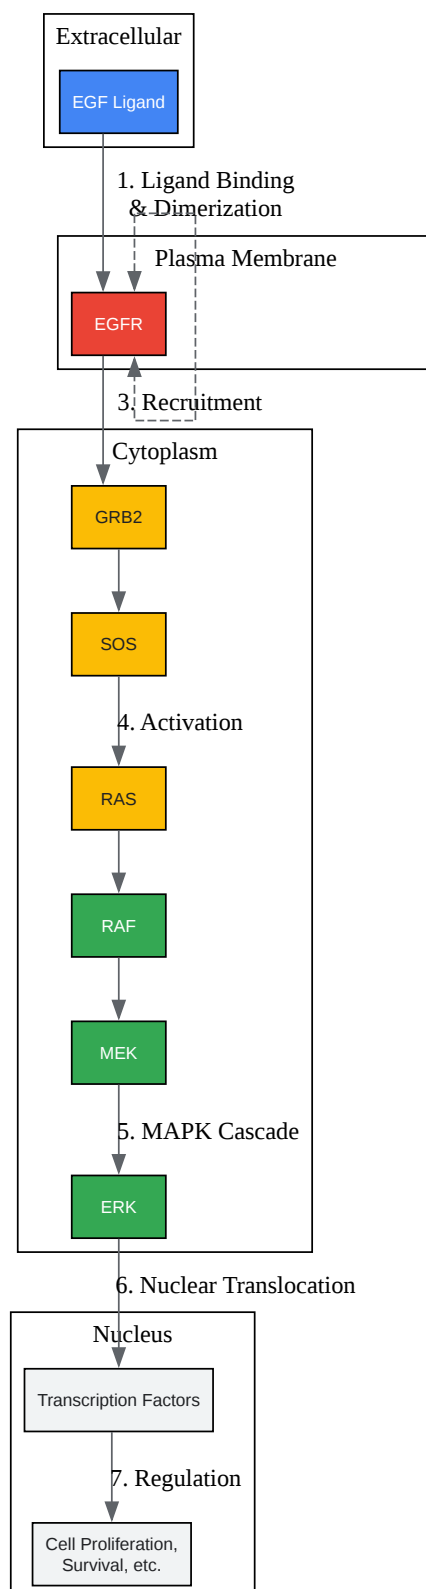 Extracellular
EGF Ligand
1. Ligand Binding
& Dimerization
Plasma Membrane
EGFR
3. Recruitment
Cytoplasm
GRB2
SOS
4. Activation
RAS
RAF
MEK
5. MAPK Cascade
ERK
6. Nuclear Translocation
Nucleus
Transcription Factors
7. Regulation
Cell Proliferation,
Survival, etc.